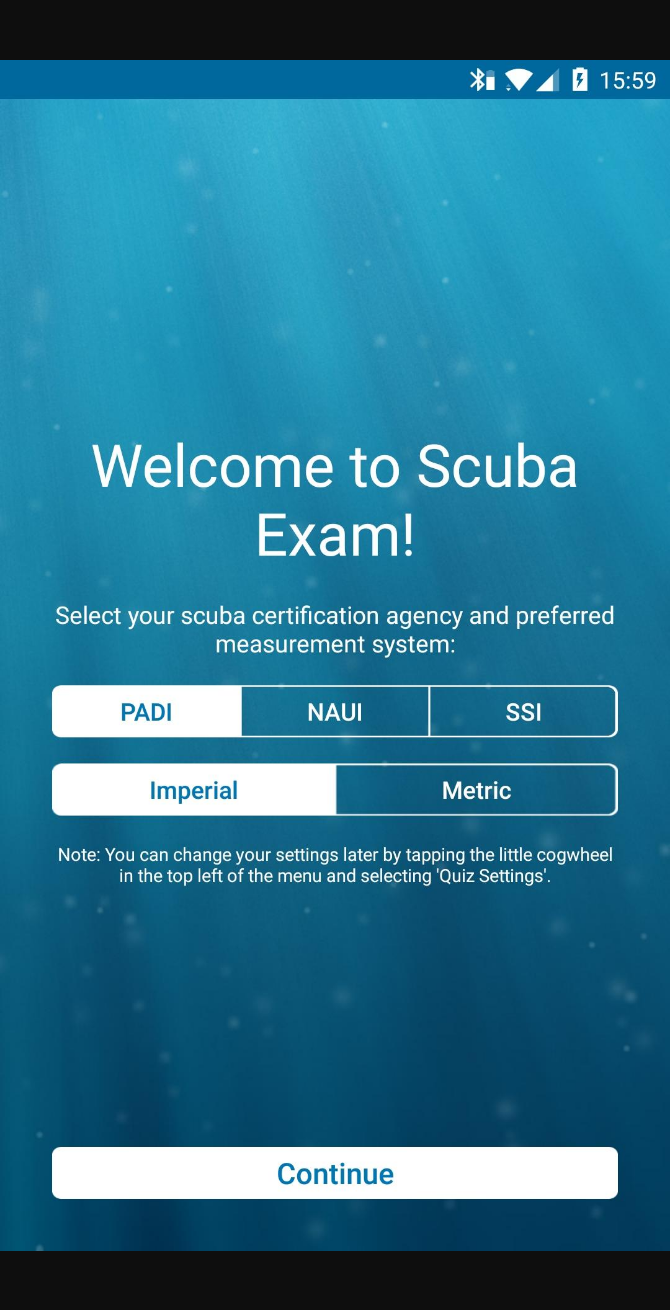 15:59
Welcome to Scuba
Exam!
Select your scuba certification agency and preferred
measurement system:
PADI NAUI SSI
Imperial Metric
Note: You can change your settings later by tapping the little cogwheel
in the top left of the menu and selecting 'Quiz Settings'.
Continue